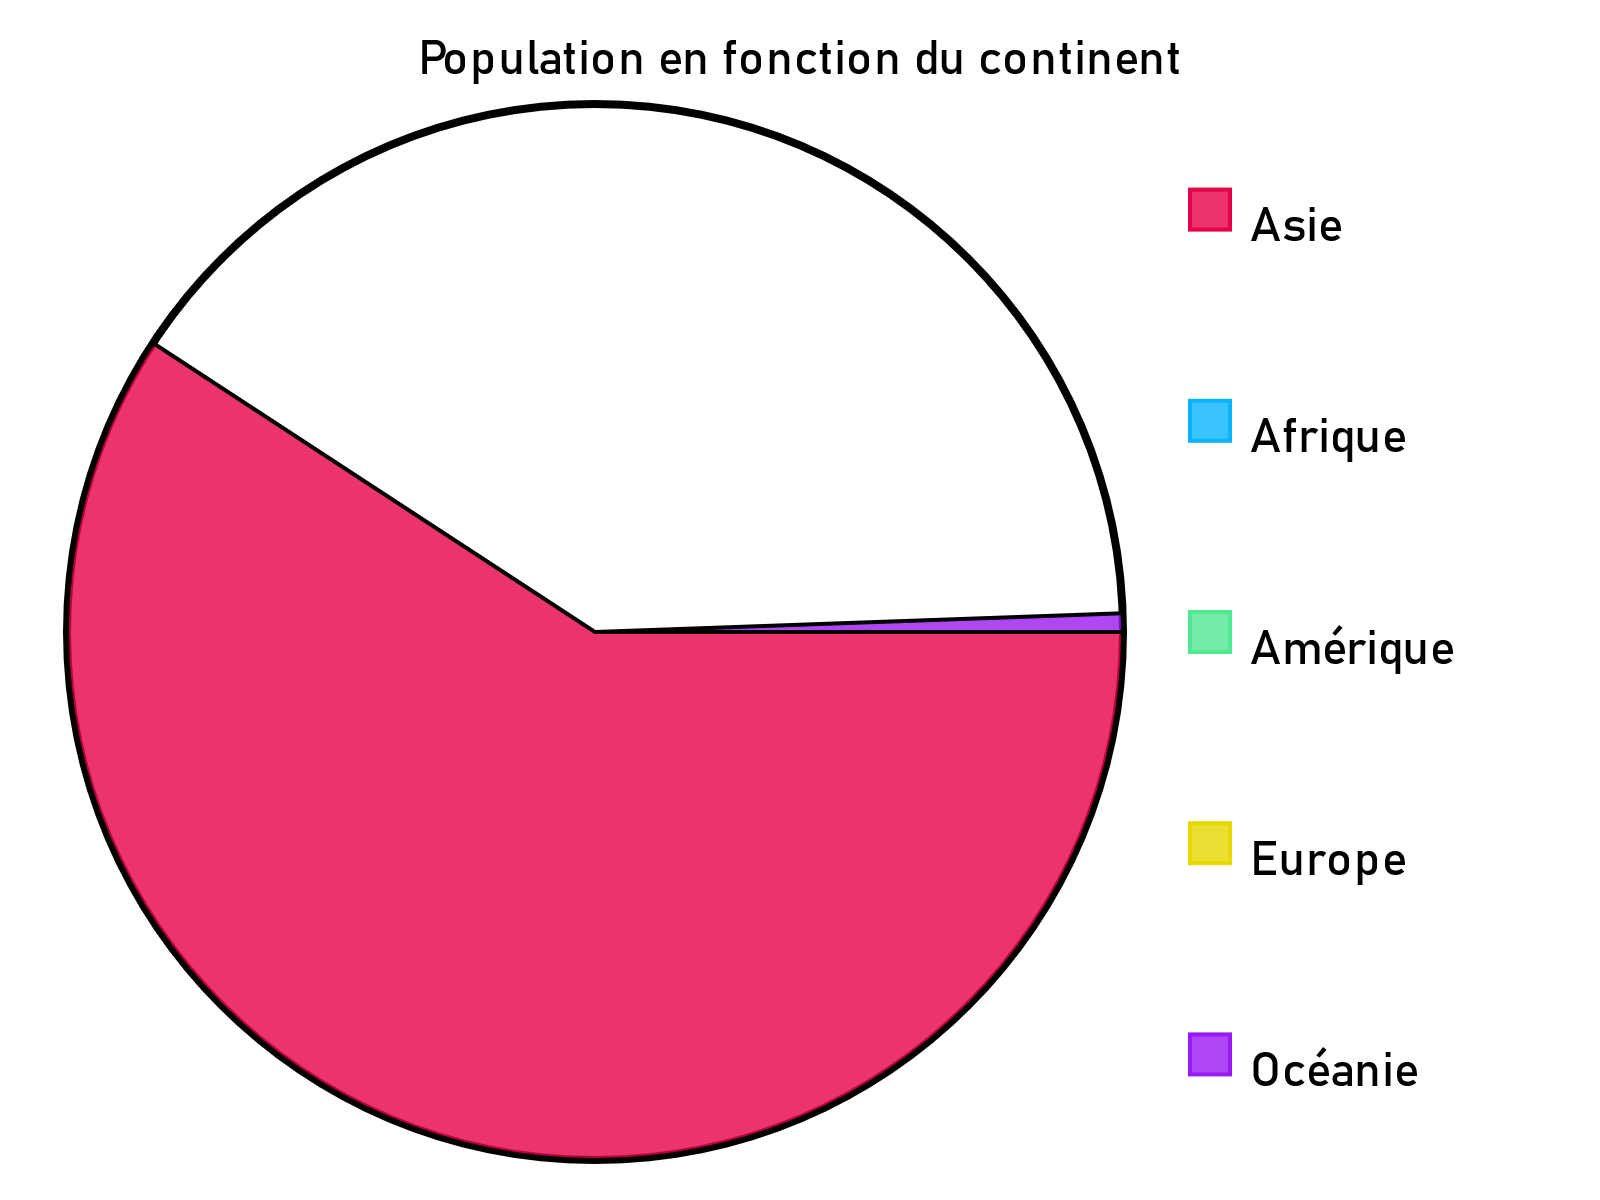 Population en fonction du continent
Asie
Afrique
Amérique
Europe
Océanie